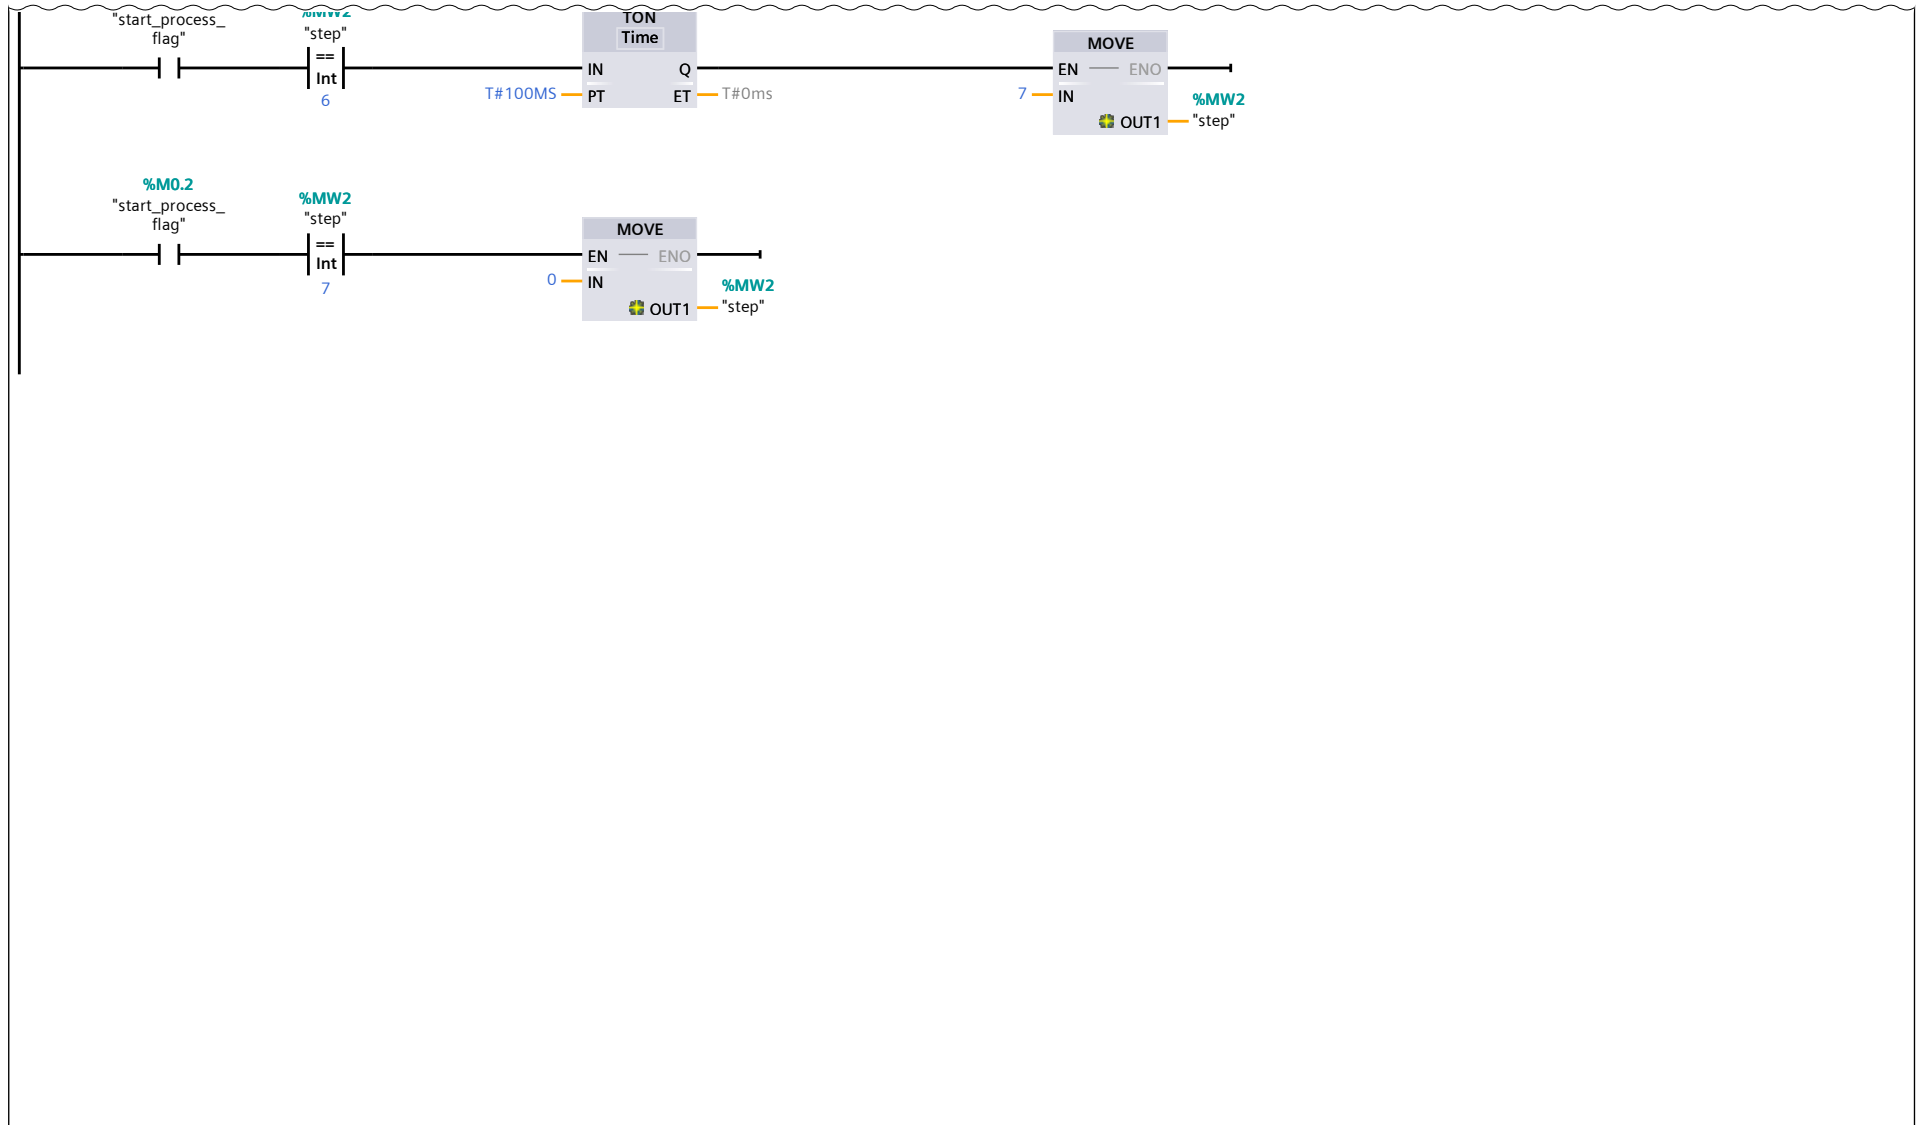 "start_process_
flag"
%MW2
"step"
==
Int
6
TON
Time
IN Q
T#100MS PT ET T#0ms
MOVE
EN ENO
7 IN
OUT1
%MW2
"step"
%M0.2
"start_process_
flag"
%MW2
"step"
==
Int
7
MOVE
EN ENO
0 IN
OUT1
%MW2
"step"